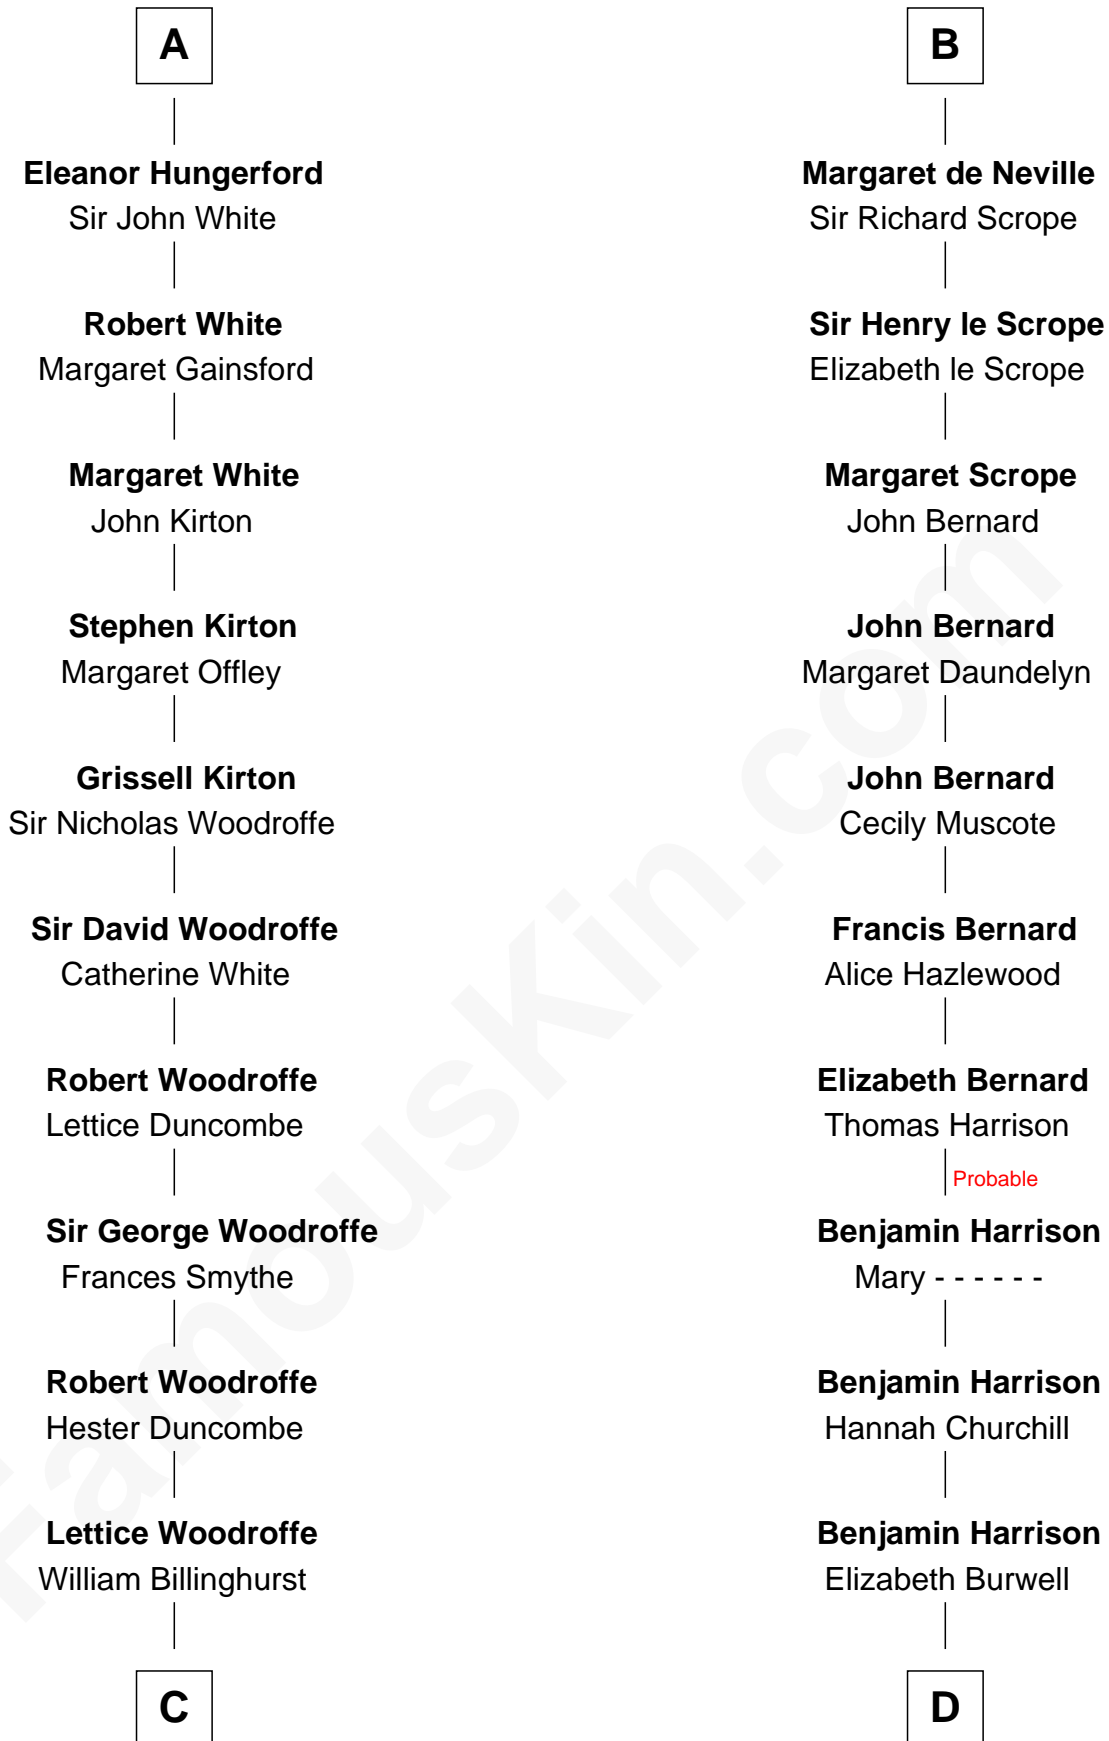 A
Eleanor Hungerford
Sir John White
Robert White
Margaret Gainsford
Margaret White
John Kirton
Stephen Kirton
Margaret Offley
Grissell Kirton
Sir Nicholas Woodroffe
Sir David Woodroffe
Catherine White
Robert Woodroffe
Lettice Duncombe
Sir George Woodroffe
Frances Smythe
Robert Woodroffe
Hester Duncombe
Lettice Woodroffe
William Billinghurst
C
B
Margaret de Neville
Sir Richard Scrope
Sir Henry le Scrope
Elizabeth le Scrope
Margaret Scrope
John Bernard
John Bernard
Margaret Daundelyn
John Bernard
Cecily Muscote
Francis Bernard
Alice Hazlewood
Elizabeth Bernard
Thomas Harrison
Probable
Benjamin Harrison
Mary - - - - - -
Benjamin Harrison
Hannah Churchill
Benjamin Harrison
Elizabeth Burwell
D
FamousKin.com